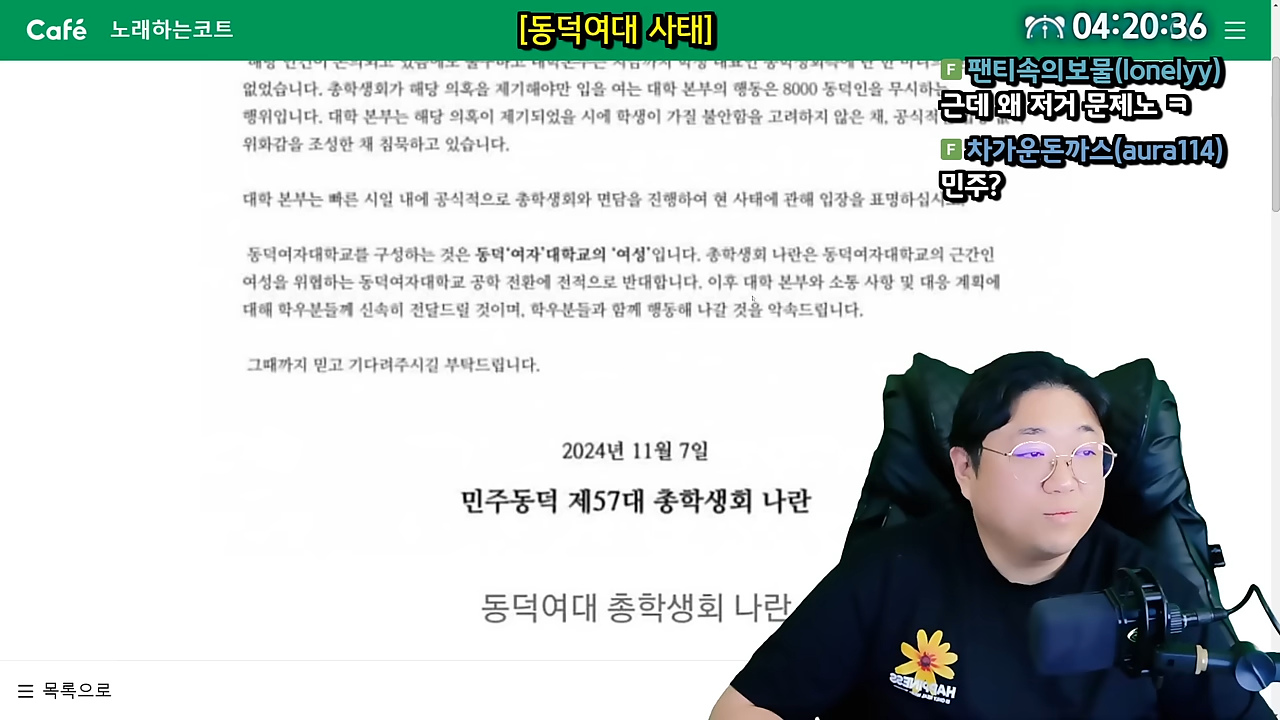 Café 노래하는코트
[동덕여대 사태]
04:20:36
F 팬티속의보물(lonelyy)
근데 왜 저거 문제노 ㅋ
F 차가운돈까스(aura114)
민주?
없었습니다. 총학생회가 해당 의혹을 제기해야만 입을 여는 대학 본부의 행동은 8000 동덕인을 무시하는
행위입니다. 대학 본부는 해당 의혹이 제기되었을 시에 학생이 가질 불안함을 고려하지 않은 채, 공식적
위화감을 조성한 채 침묵하고 있습니다.
대학 본부는 빠른 시일 내에 공식적으로 총학생회와 면담을 진행하여 현 사태에 관해 입장을 표명하십시오.
동덕여자대학교를 구성하는 것은 동덕‘여자’대학교의 ‘여성’입니다. 총학생회 나란은 동덕여자대학교의 근간인
여성을 위협하는 동덕여자대학교 공학 전환에 전적으로 반대합니다. 이후 대학 본부와 소통 사항 및 대응 계획에
대해 학우분들께 신속히 전달드릴 것이며, 학우분들과 함께 행동해 나갈 것을 약속드립니다.
그때까지 믿고 기다려주시길 부탁드립니다.
2024년 11월 7일
민주동덕 제57대 총학생회 나란
동덕여대 총학생회 나란
HAPPINESS
목록으로